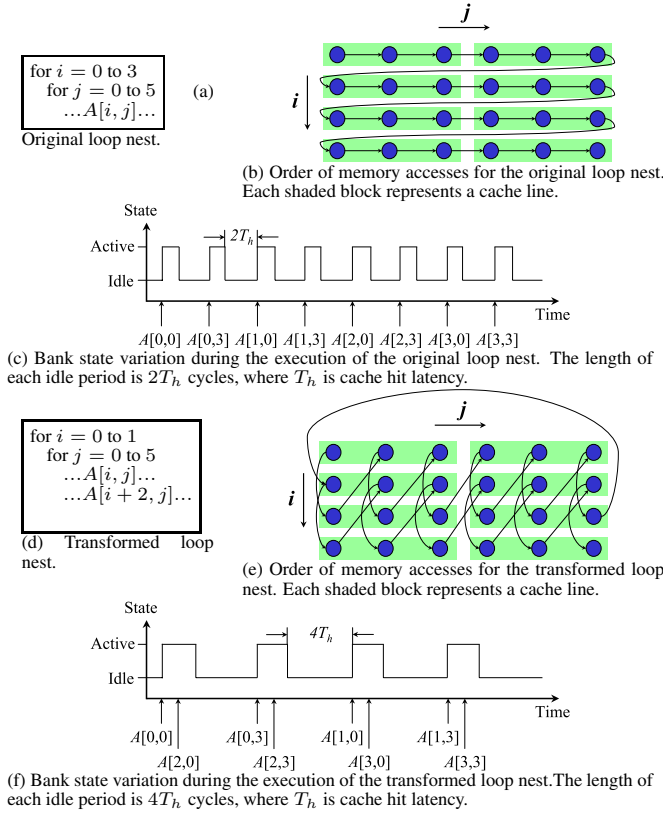 for i = 0 to 3
for j = 0 to 5
...A[i, j]...
Original loop nest.
(a)
j
i
(b) Order of memory accesses for the original loop nest.
Each shaded block represents a cache line.
State
Active
Idle
2Th
Time
A[0,0] A[0,3] A[1,0] A[1,3] A[2,0] A[2,3] A[3,0] A[3,3]
(c) Bank state variation during the execution of the original loop nest. The length of
each idle period is 2Th cycles, where Th is cache hit latency.
for i = 0 to 1
for j = 0 to 5
...A[i, j]...
...A[i + 2, j]...
(d) Transformed loop
nest.
j
i
(e) Order of memory accesses for the transformed loop
nest. Each shaded block represents a cache line.
State
Active
Idle
4Th
Time
A[0,0] A[0,3] A[1,0] A[1,3]
A[2,0] A[2,3] A[3,0] A[3,3]
(f) Bank state variation during the execution of the transformed loop nest.The length of
each idle period is 4Th cycles, where Th is cache hit latency.